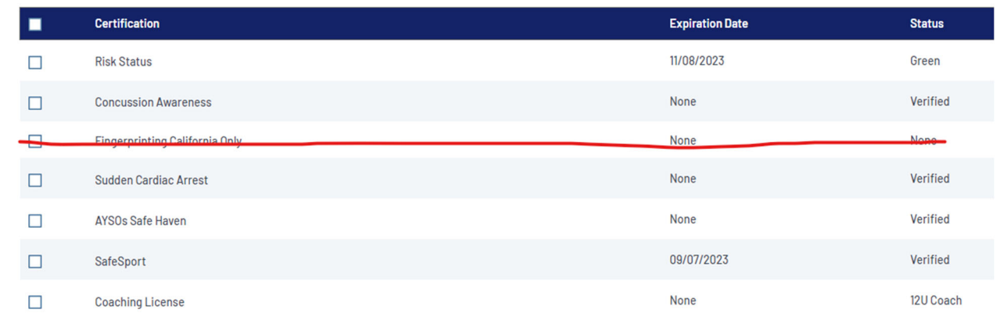 Certification Expiration Date Status
Risk Status 11/08/2023 Green
Concussion Awareness None Verified
Fingerprinting California Only None None
Sudden Cardiac Arrest None Verified
AYSOs Safe Haven None Verified
SafeSport 09/07/2023 Verified
Coaching License None 12U Coach